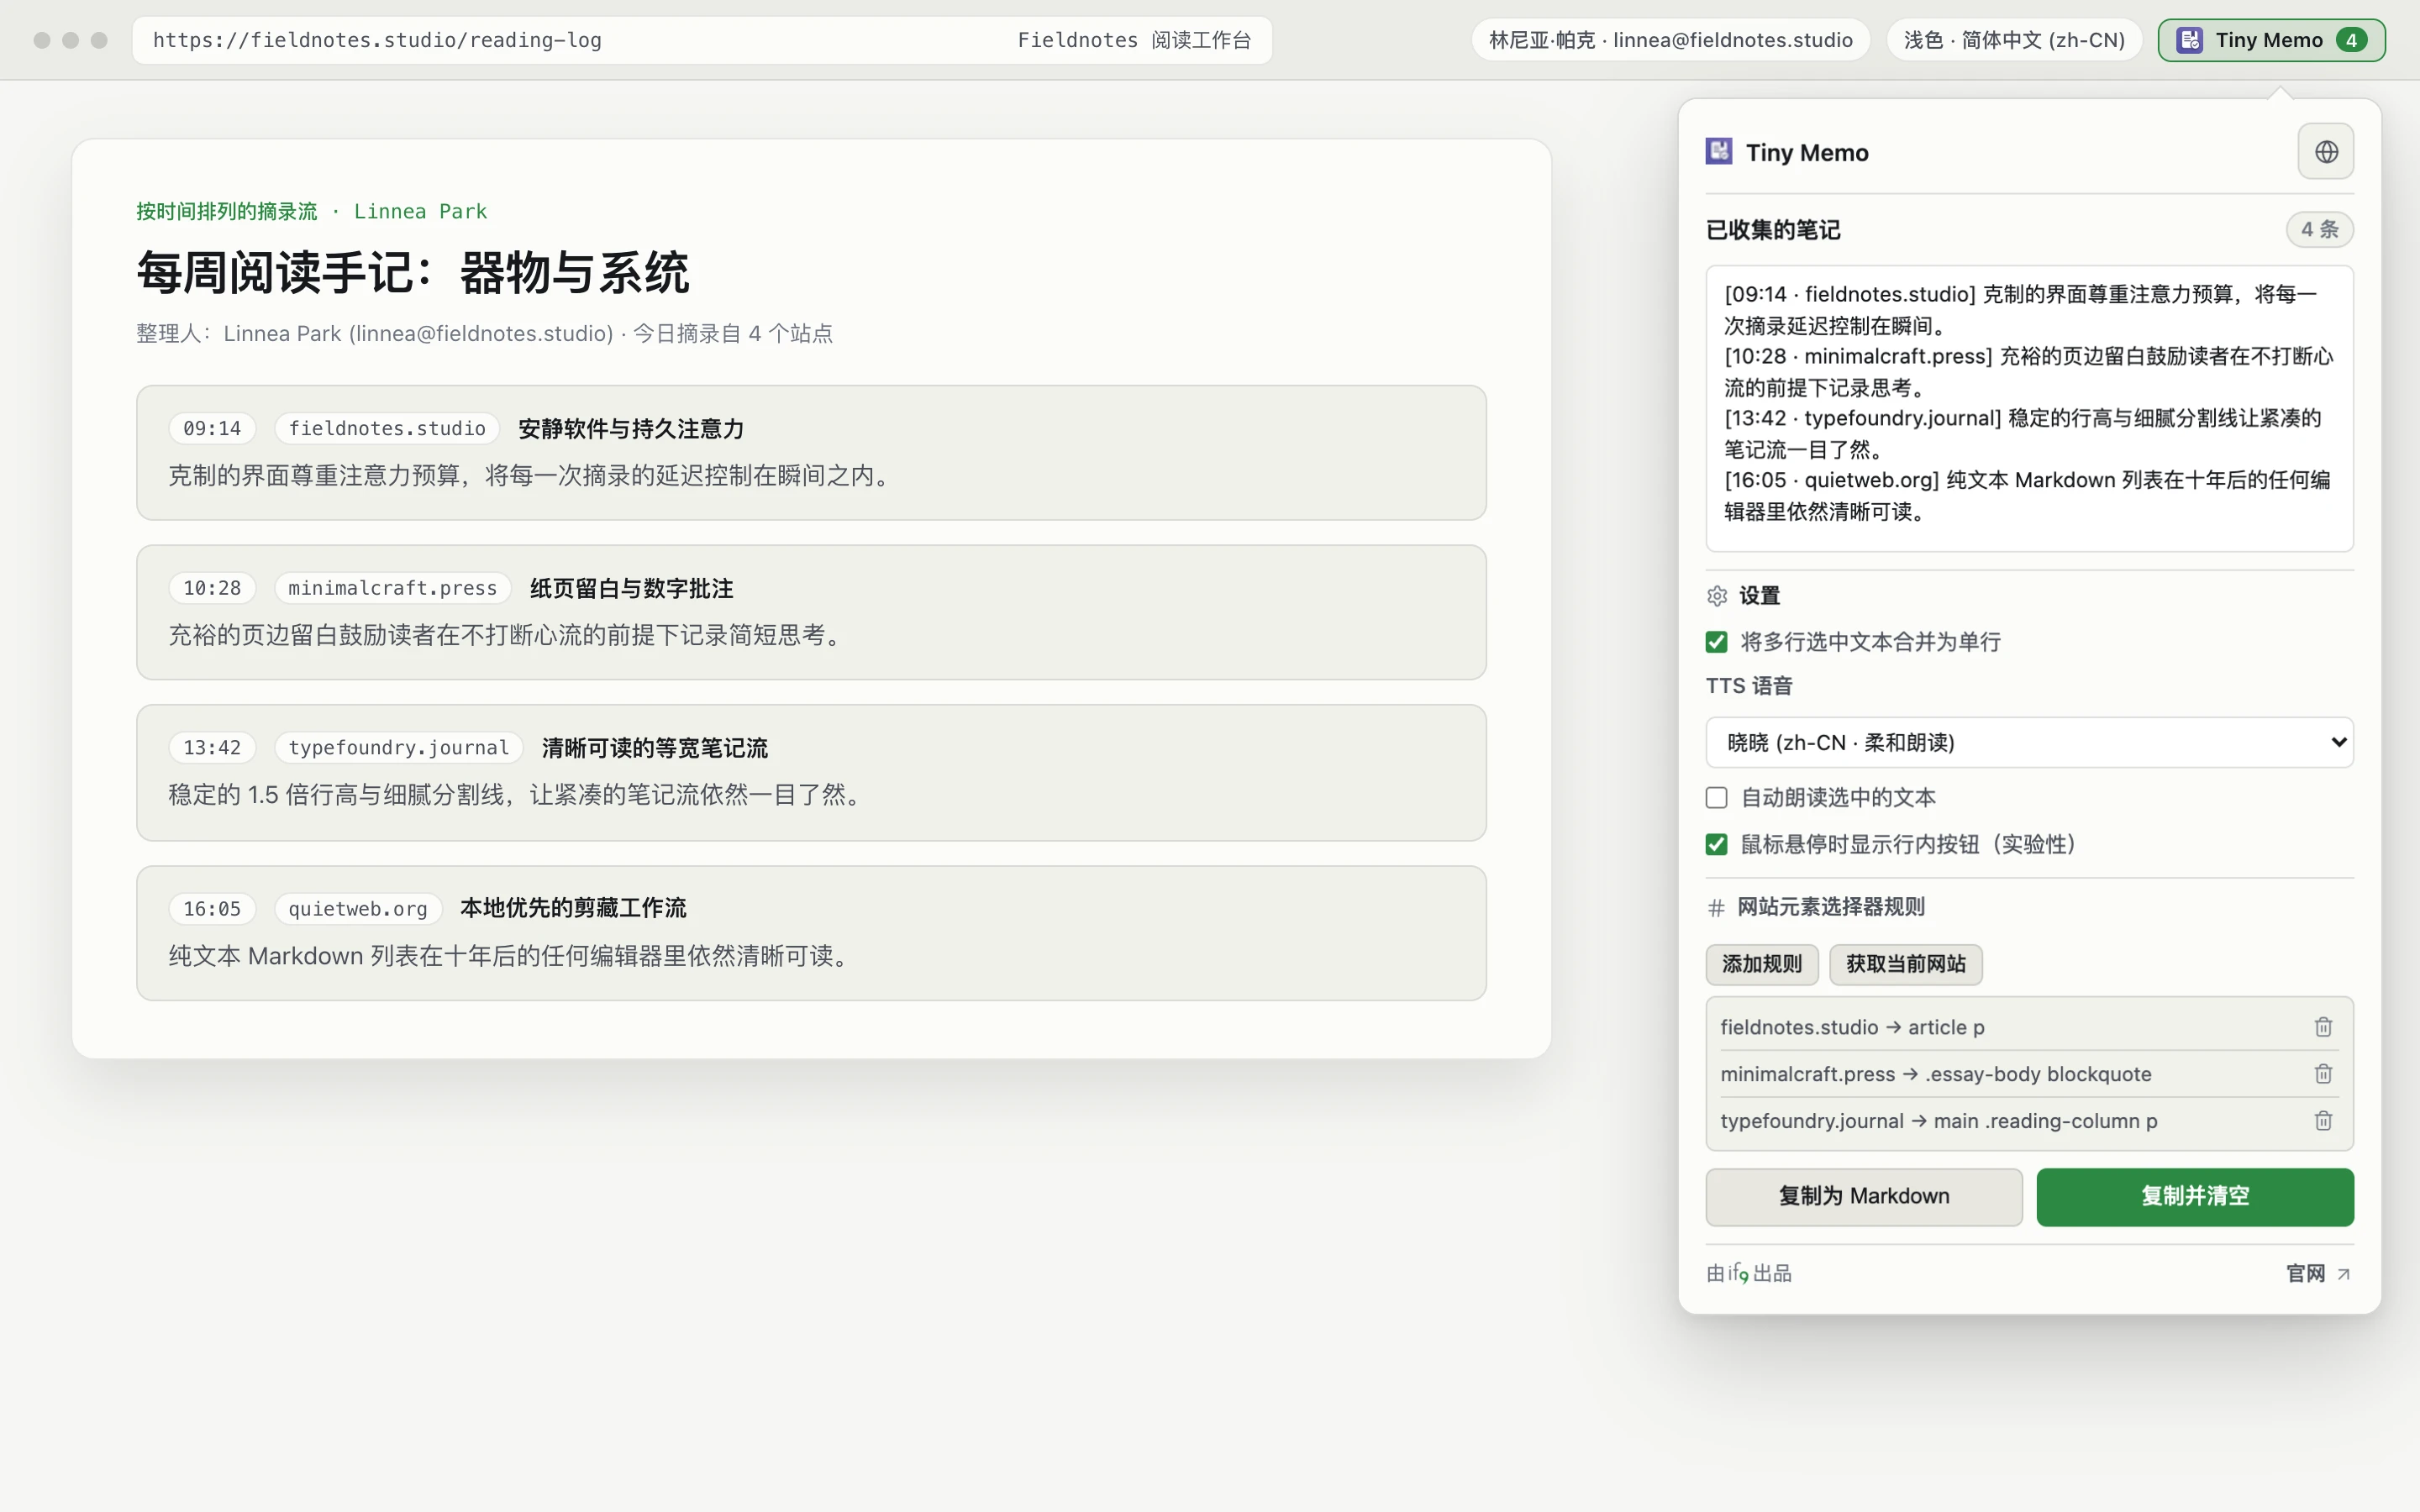 https://fieldnotes.studio/reading-log
Fieldnotes 阅读工作台
林尼亚·帕克 · linnea@fieldnotes.studio
浅色 · 简体中文 (zh-CN)
Tiny Memo 4
按时间排列的摘录流 · Linnea Park
每周阅读手记：器物与系统
整理人：Linnea Park (linnea@fieldnotes.studio) · 今日摘录自 4 个站点
09:14 fieldnotes.studio 安静软件与持久注意力
克制的界面尊重注意力预算，将每一次摘录的延迟控制在瞬间之内。
10:28 minimalcraft.press 纸页留白与数字批注
充裕的页边留白鼓励读者在不打断心流的前提下记录简短思考。
13:42 typefoundry.journal 清晰可读的等宽笔记流
稳定的 1.5 倍行高与细腻分割线，让紧凑的笔记流依然一目了然。
16:05 quietweb.org 本地优先的剪藏工作流
纯文本 Markdown 列表在十年后的任何编辑器里依然清晰可读。
Tiny Memo
已收集的笔记
4 条
[09:14 · fieldnotes.studio] 克制的界面尊重注意力预算，将每一
次摘录延迟控制在瞬间。
[10:28 · minimalcraft.press] 充裕的页边留白鼓励读者在不打断心
流的前提下记录思考。
[13:42 · typefoundry.journal] 稳定的行高与细腻分割线让紧凑的
笔记流一目了然。
[16:05 · quietweb.org] 纯文本 Markdown 列表在十年后的任何编
辑器里依然清晰可读。
设置
将多行选中文本合并为单行
TTS 语音
晓晓 (zh-CN · 柔和朗读)
自动朗读选中的文本
鼠标悬停时显示行内按钮（实验性）
网站元素选择器规则
添加规则
获取当前网站
fieldnotes.studio → article p
minimalcraft.press → .essay-body blockquote
typefoundry.journal → main .reading-column p
复制为 Markdown
复制并清空
由 if9 出品
官网